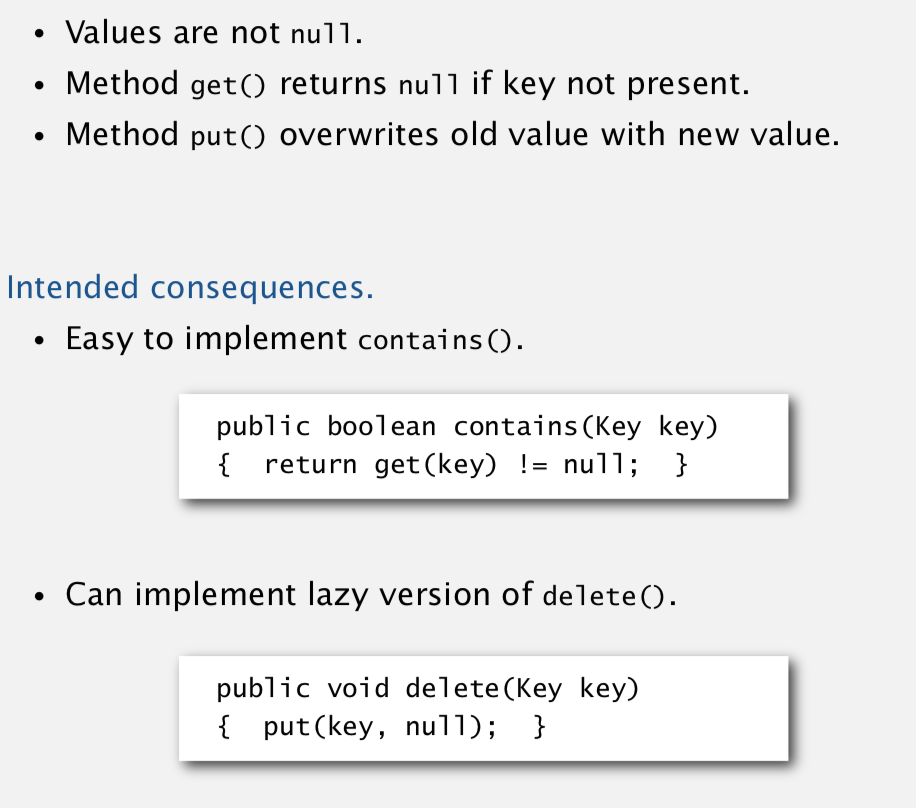 • Values are not null.
• Method get() returns null if key not present.
• Method put() overwrites old value with new value.
Intended consequences.
• Easy to implement contains().
public boolean contains(Key key)
{  return get(key) != null;  }
• Can implement lazy version of delete().
public void delete(Key key)
{  put(key, null);  }